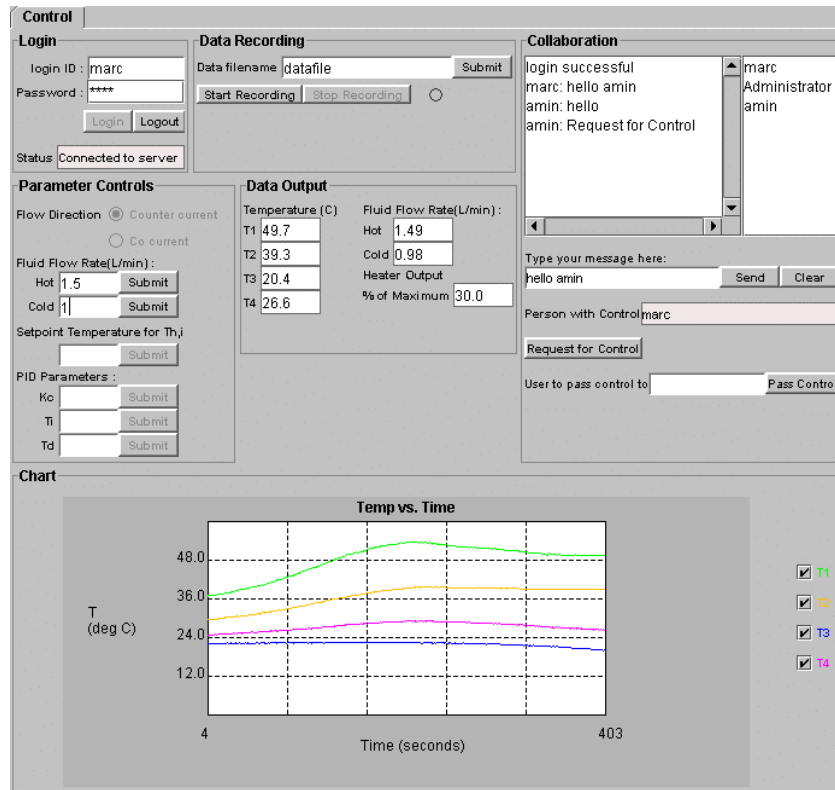 Control
Login
login ID : marc
Password : ****
Login Logout
Status Connected to server
Data Recording
Data filename datafile Submit
Start Recording Stop Recording
Collaboration
login successful
marc: hello amin
amin: hello
amin: Request for Control
marc
Administrator
amin
Type your message here:
hello amin Send Clear
Person with Control marc
Request for Control
User to pass control to Pass Contro
Parameter Controls
Flow Direction Counter current
Co current
Fluid Flow Rate(L/min) :
Hot 1.5 Submit
Cold 1 Submit
Setpoint Temperature for Th,i
Submit
PID Parameters :
Kc Submit
Ti Submit
Td Submit
Data Output
Temperature (C)
T1 49.7
T2 39.3
T3 20.4
T4 26.6
Fluid Flow Rate(L/min) :
Hot 1.49
Cold 0.98
Heater Output
% of Maximum 30.0
Chart
Temp vs. Time
48.0
36.0
24.0
12.0
T
(deg C)
4 403
Time (seconds)
T1
T2
T3
T4